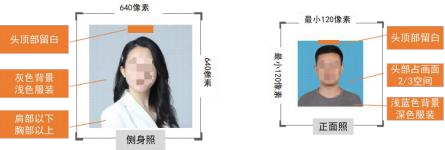 640像素
头顶部留白
灰色背景
浅色服装
肩部以下
胸部以上
640像素
侧身照
最小120像素
最小120像素
头顶部留白
头部占画面
2/3空间
浅蓝色背景
深色服装
正面照